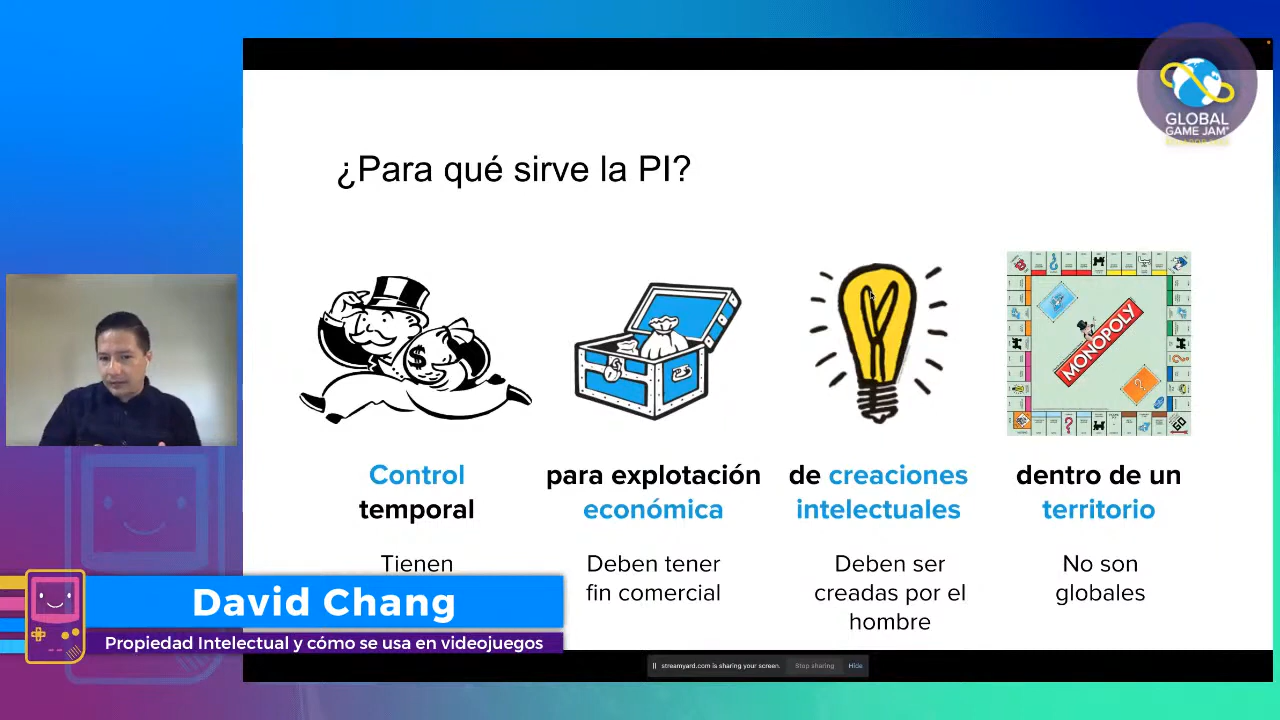 GLOBAL
GAME JAM
¿Para qué sirve la PI?
$
MONOPOLY
GO
Control
temporal
Tienen
para explotación
económica
Deben tener
fin comercial
de creaciones
intelectuales
Deben ser
creadas por el
hombre
dentro de un
territorio
No son
globales
David Chang
Propiedad Intelectual y cómo se usa en videojuegos
streamyard.com is sharing your screen.
Stop sharing
Hide